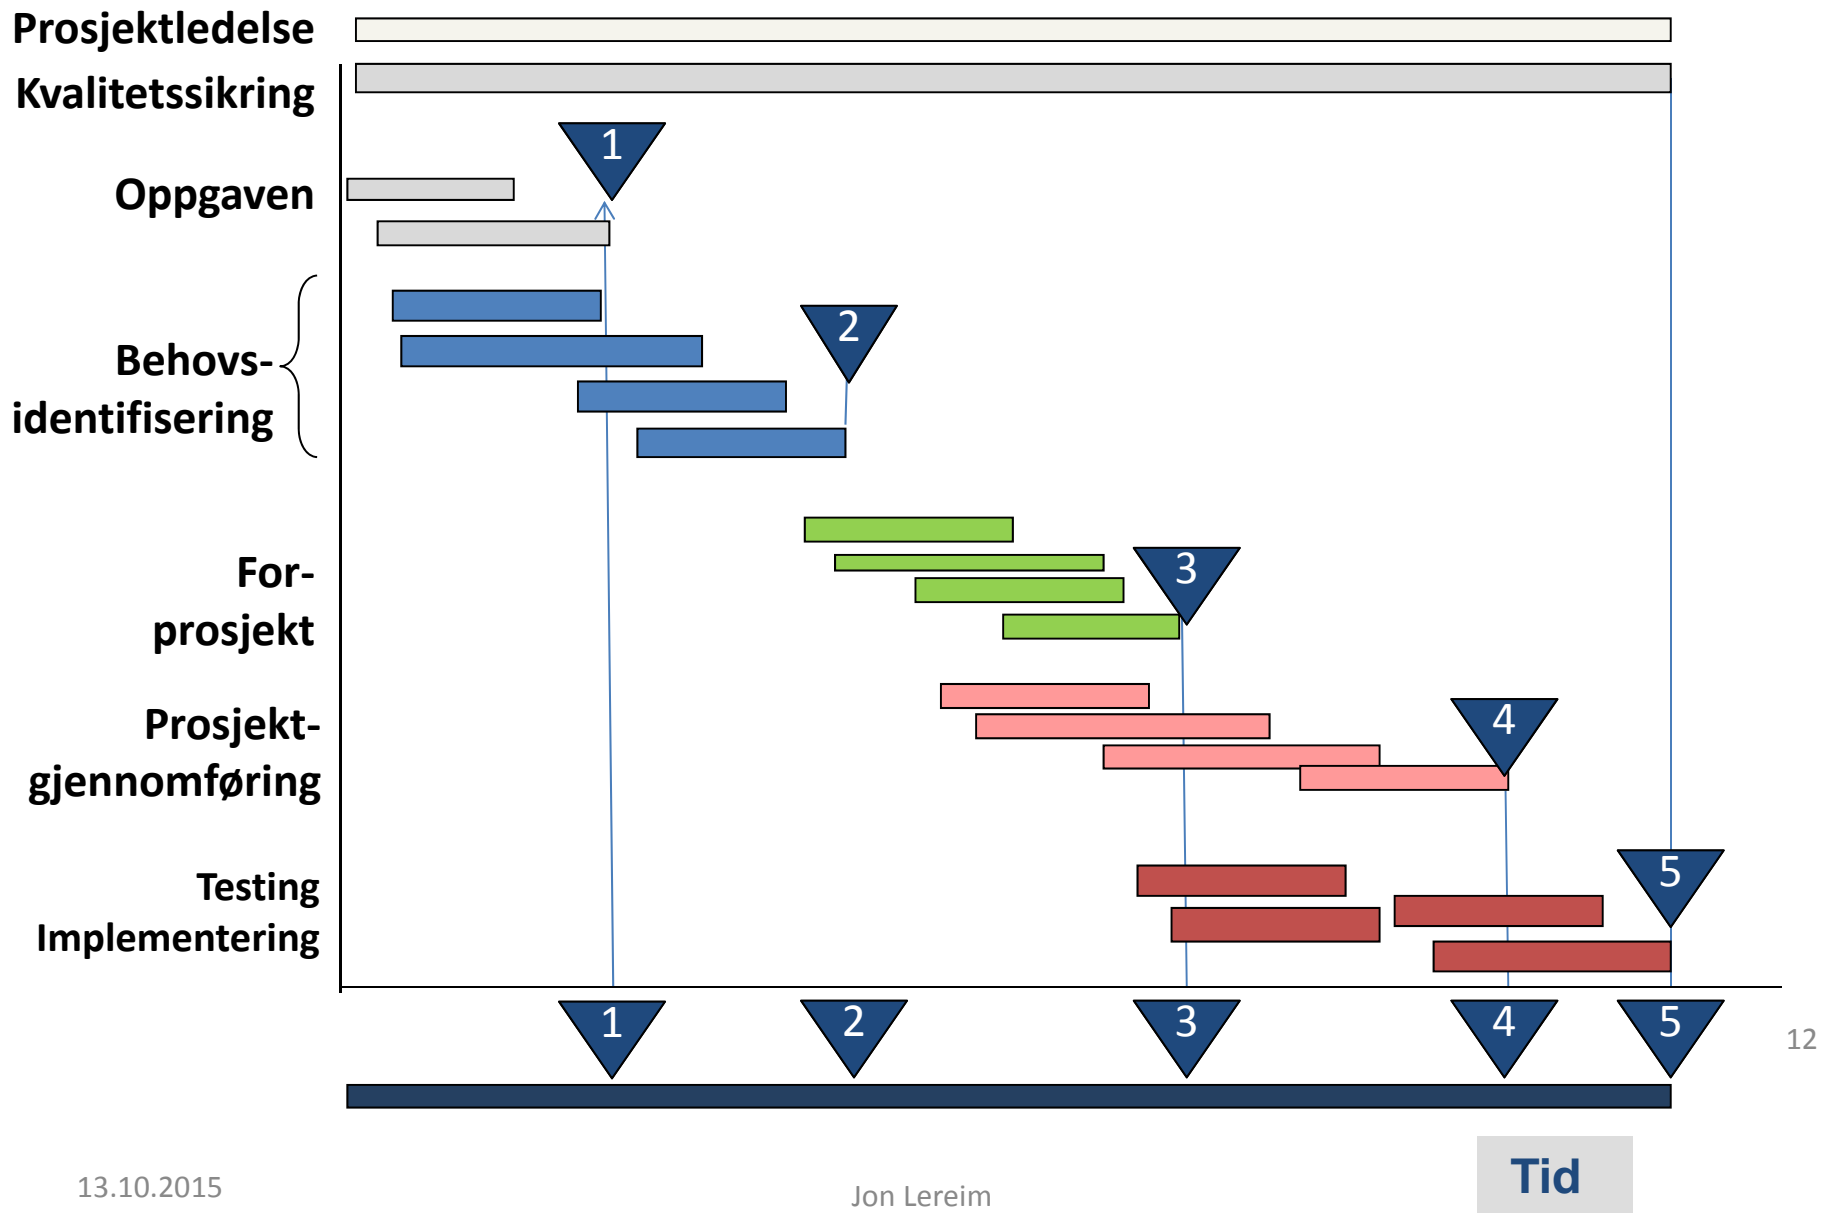 Prosjektledelse
Kvalitetssikring
1
Oppgaven
2
Behovs-
identifisering
3
For-
prosjekt
4
Prosjekt-
gjennomføring
5
Testing
Implementering
1 2 3 4 5
12
Tid
13.10.2015
Jon Lereim